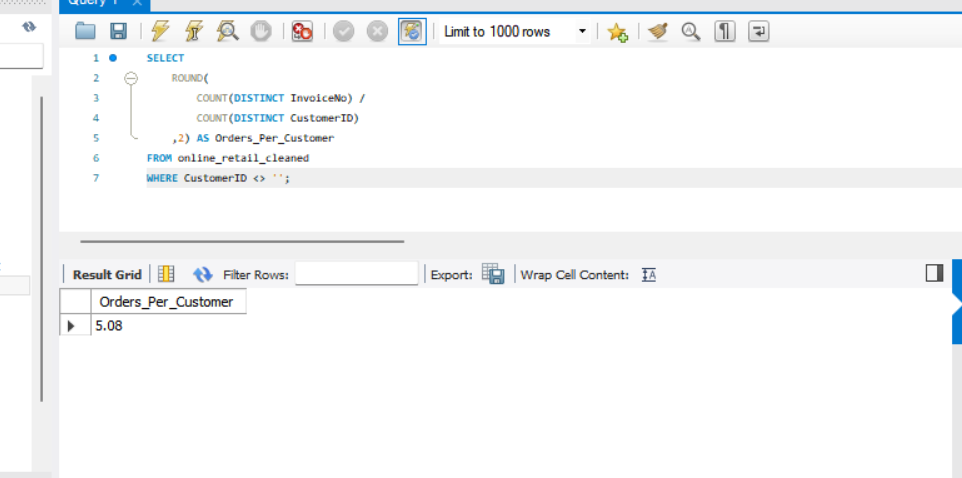 Query 1
Limit to 1000 rows
1 SELECT
2 ROUND(
3 COUNT(DISTINCT InvoiceNo) /
4 COUNT(DISTINCT CustomerID)
5 ,2) AS Orders_Per_Customer
6 FROM online_retail_cleaned
7 WHERE CustomerID <> '';
Result Grid Filter Rows: Export: Wrap Cell Content:
Orders_Per_Customer
5.08